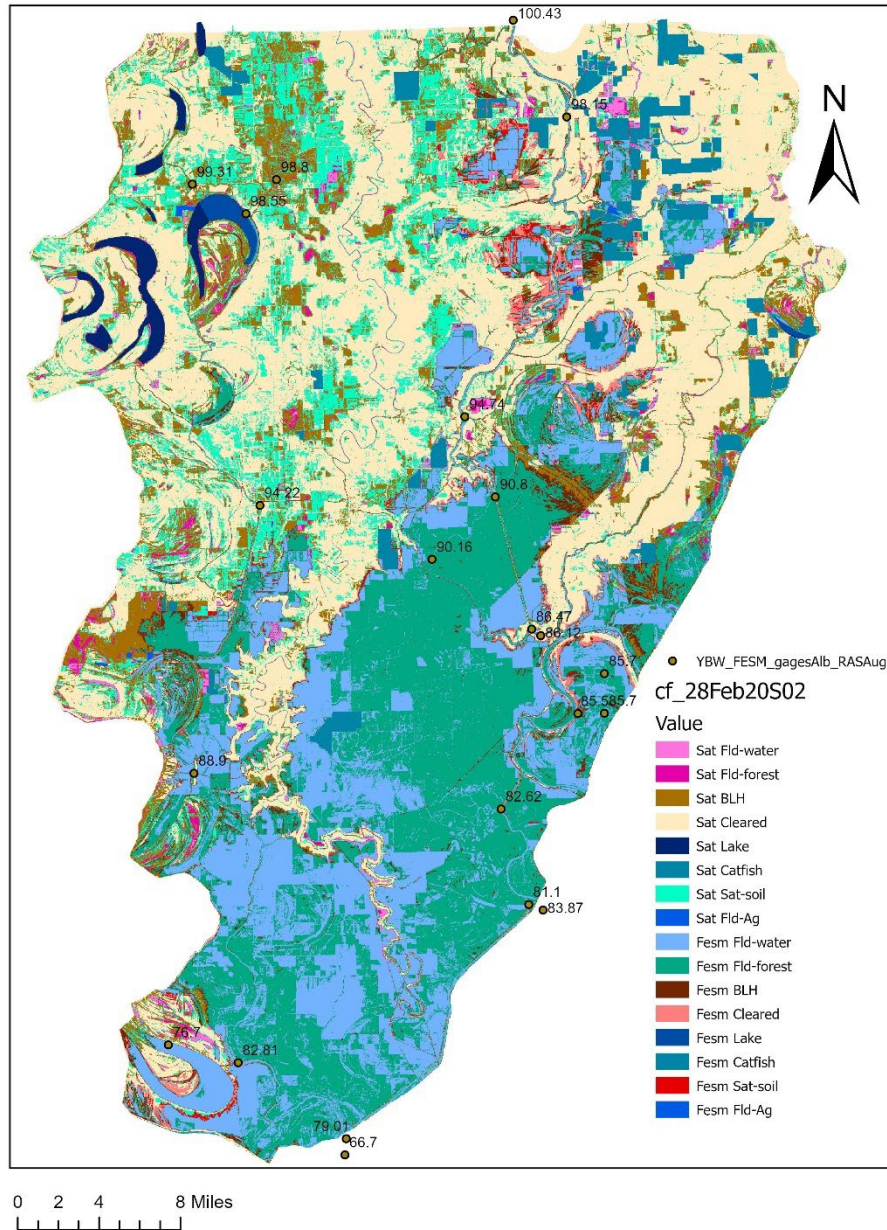 100.43
98.15
N
98.8
99.31
98.55
94.74
90.8
94.22
90.16
86.47
86.12
85.7
YBW_FESM_gagesAlb_RASAug
cf_28Feb20S02
85.5
85.7
Value
Sat Fld-water
Sat Fld-forest
88.9
Sat BLH
82.62
Sat Cleared
Sat Lake
Sat Catfish
Sat Sat-soil
81.1
83.87
Sat Fld-Ag
Fesm Fld-water
Fesm Fld-forest
Fesm BLH
Fesm Cleared
76.7
82.81
Fesm Lake
Fesm Catfish
Fesm Sat-soil
Fesm Fld-Ag
79.01
66.7
0 2 4 8 Miles